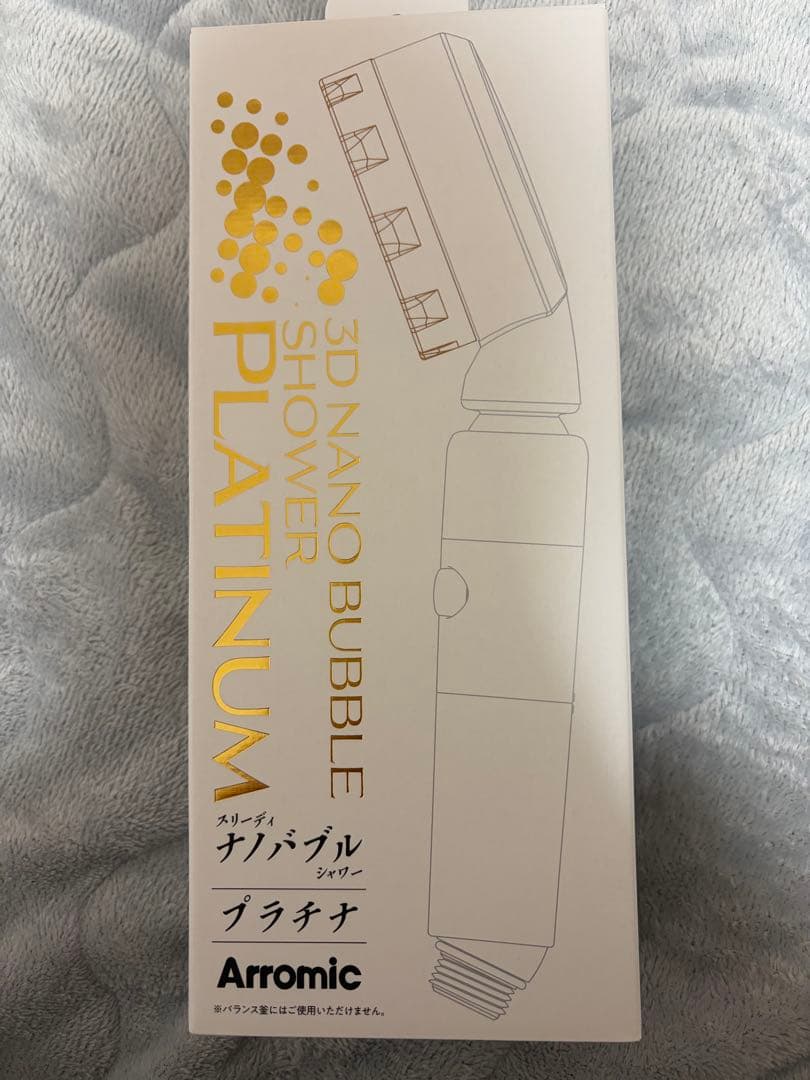 3D NANO BUBBLE
SHOWER
PLATINUM
スリーディ
ナノバブル
シャワー
プラチナ
Arromic
※バランス釜にはご使用いただけません。